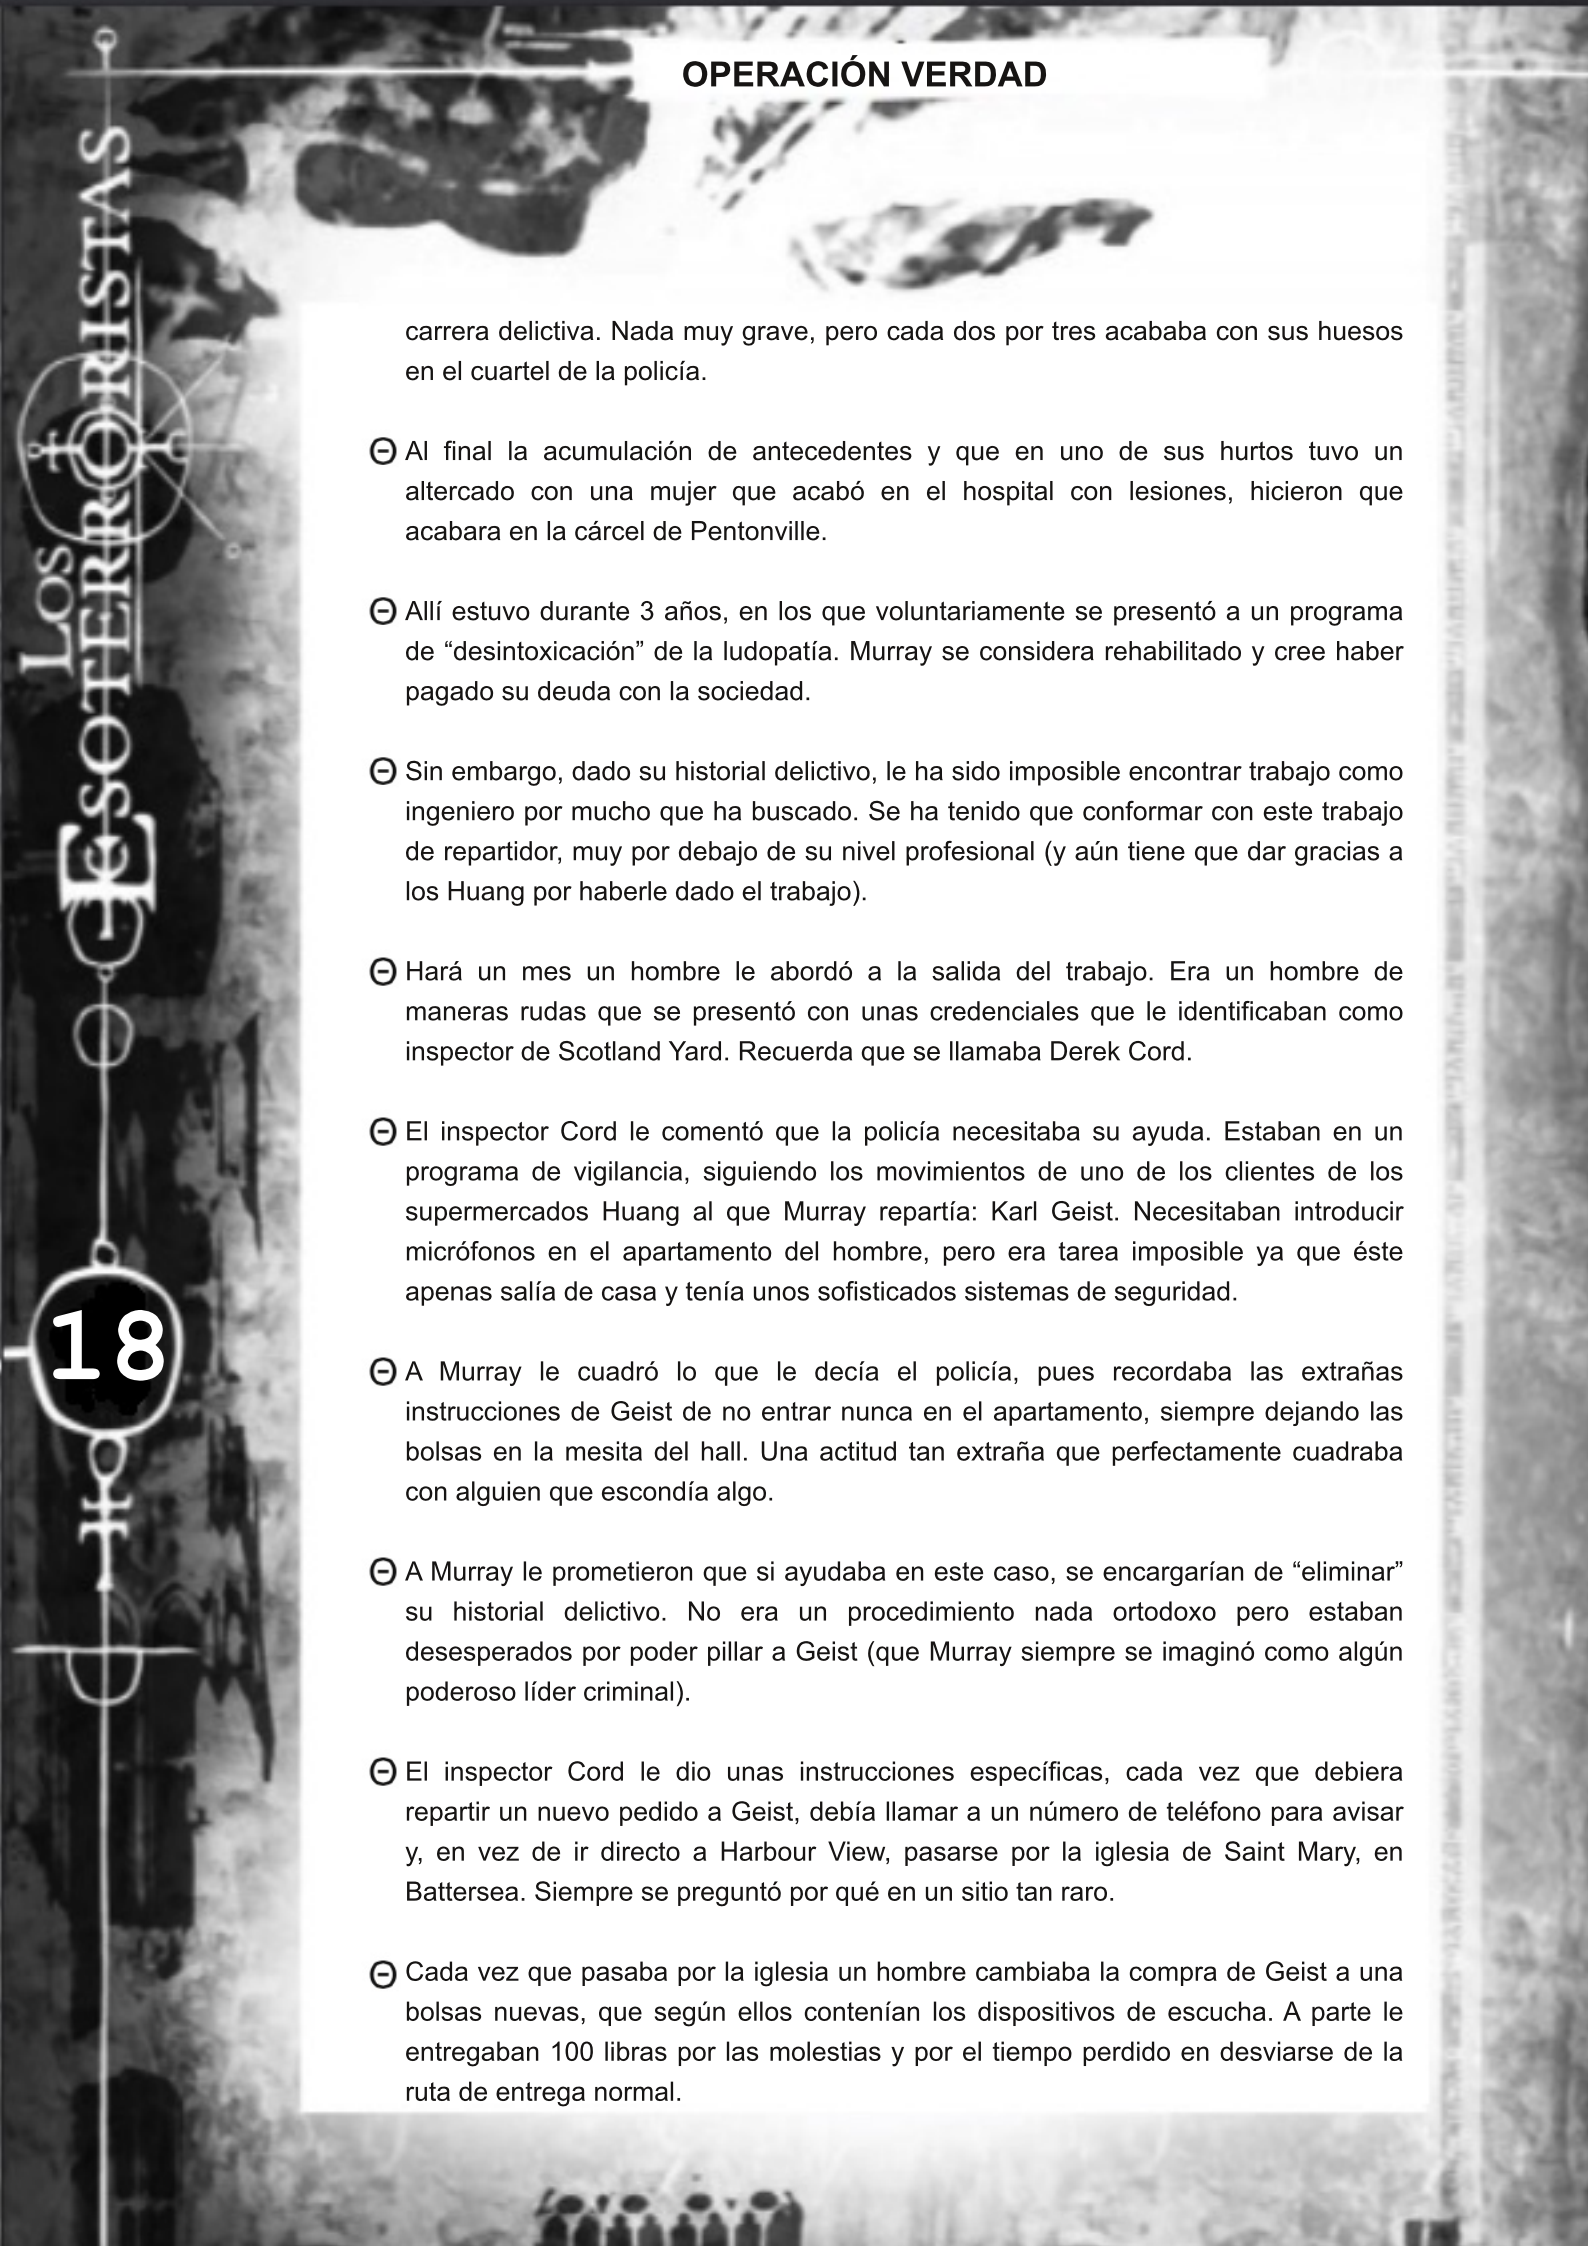 OPERACIÓN VERDAD
LOS
ESOTERRORISTAS
carrera delictiva. Nada muy grave, pero cada dos por tres acababa con sus huesos
en el cuartel de la policía.
Al final la acumulación de antecedentes y que en uno de sus hurtos tuvo un
altercado con una mujer que acabó en el hospital con lesiones, hicieron que
acabara en la cárcel de Pentonville.
Allí estuvo durante 3 años, en los que voluntariamente se presentó a un programa
de “desintoxicación” de la ludopatía. Murray se considera rehabilitado y cree haber
pagado su deuda con la sociedad.
Sin embargo, dado su historial delictivo, le ha sido imposible encontrar trabajo como
ingeniero por mucho que ha buscado. Se ha tenido que conformar con este trabajo
de repartidor, muy por debajo de su nivel profesional (y aún tiene que dar gracias a
los Huang por haberle dado el trabajo).
Hará un mes un hombre le abordó a la salida del trabajo. Era un hombre de
maneras rudas que se presentó con unas credenciales que le identificaban como
inspector de Scotland Yard. Recuerda que se llamaba Derek Cord.
El inspector Cord le comentó que la policía necesitaba su ayuda. Estaban en un
programa de vigilancia, siguiendo los movimientos de uno de los clientes de los
supermercados Huang al que Murray repartía: Karl Geist. Necesitaban introducir
micrófonos en el apartamento del hombre, pero era tarea imposible ya que éste
apenas salía de casa y tenía unos sofisticados sistemas de seguridad.
A Murray le cuadró lo que le decía el policía, pues recordaba las extrañas
instrucciones de Geist de no entrar nunca en el apartamento, siempre dejando las
bolsas en la mesita del hall. Una actitud tan extraña que perfectamente cuadraba
con alguien que escondía algo.
A Murray le prometieron que si ayudaba en este caso, se encargarían de “eliminar”
su historial delictivo. No era un procedimiento nada ortodoxo pero estaban
desesperados por poder pillar a Geist (que Murray siempre se imaginó como algún
poderoso líder criminal).
El inspector Cord le dio unas instrucciones específicas, cada vez que debiera
repartir un nuevo pedido a Geist, debía llamar a un número de teléfono para avisar
y, en vez de ir directo a Harbour View, pasarse por la iglesia de Saint Mary, en
Battersea. Siempre se preguntó por qué en un sitio tan raro.
Cada vez que pasaba por la iglesia un hombre cambiaba la compra de Geist a una
bolsas nuevas, que según ellos contenían los dispositivos de escucha. A parte le
entregaban 100 libras por las molestias y por el tiempo perdido en desviarse de la
ruta de entrega normal.
18